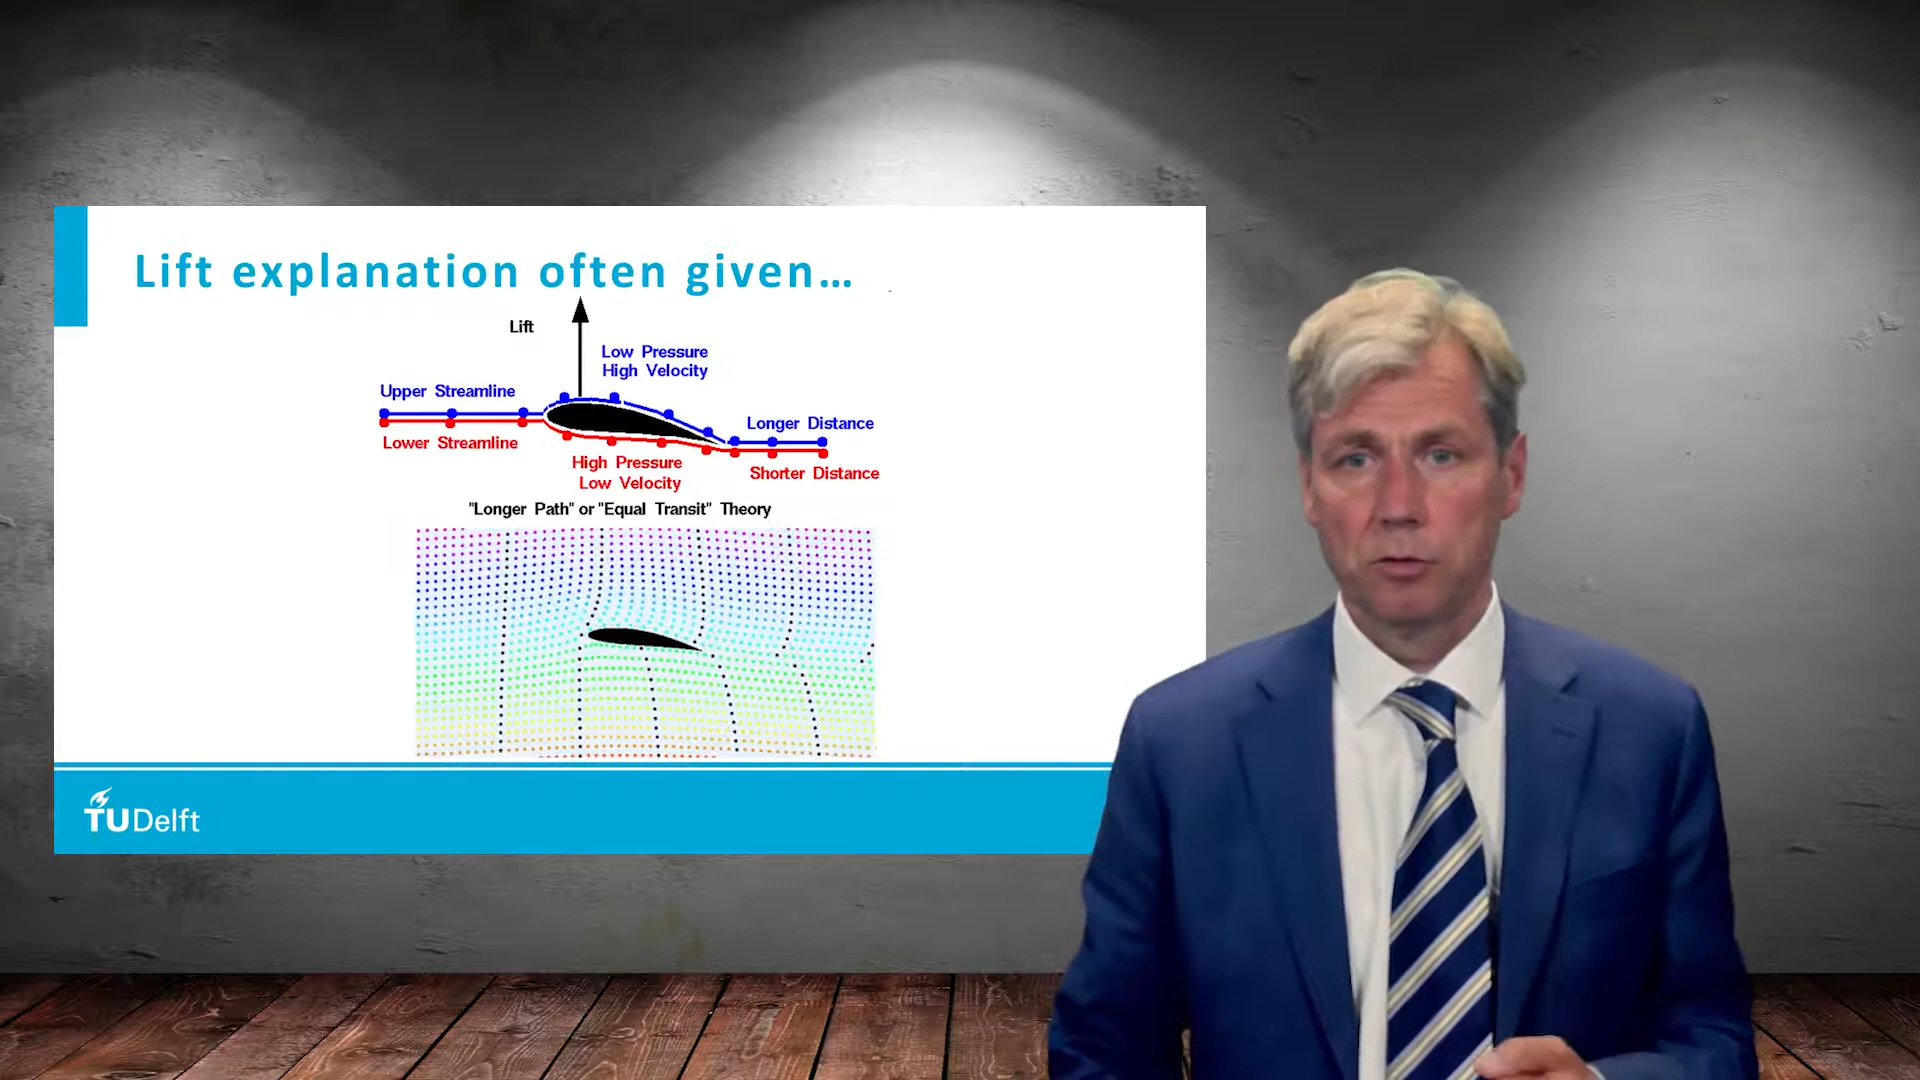 Lift explanation often given...
Lift
Low Pressure
High Velocity
Upper Streamline
Lower Streamline
Longer Distance
Shorter Distance
High Pressure
Low Velocity
"Longer Path" or "Equal Transit" Theory
TUDelft